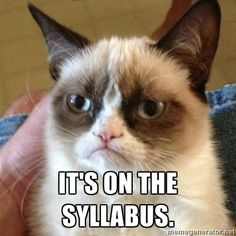 IT'S ON THE
SYLLABUS.
memegenerator.net